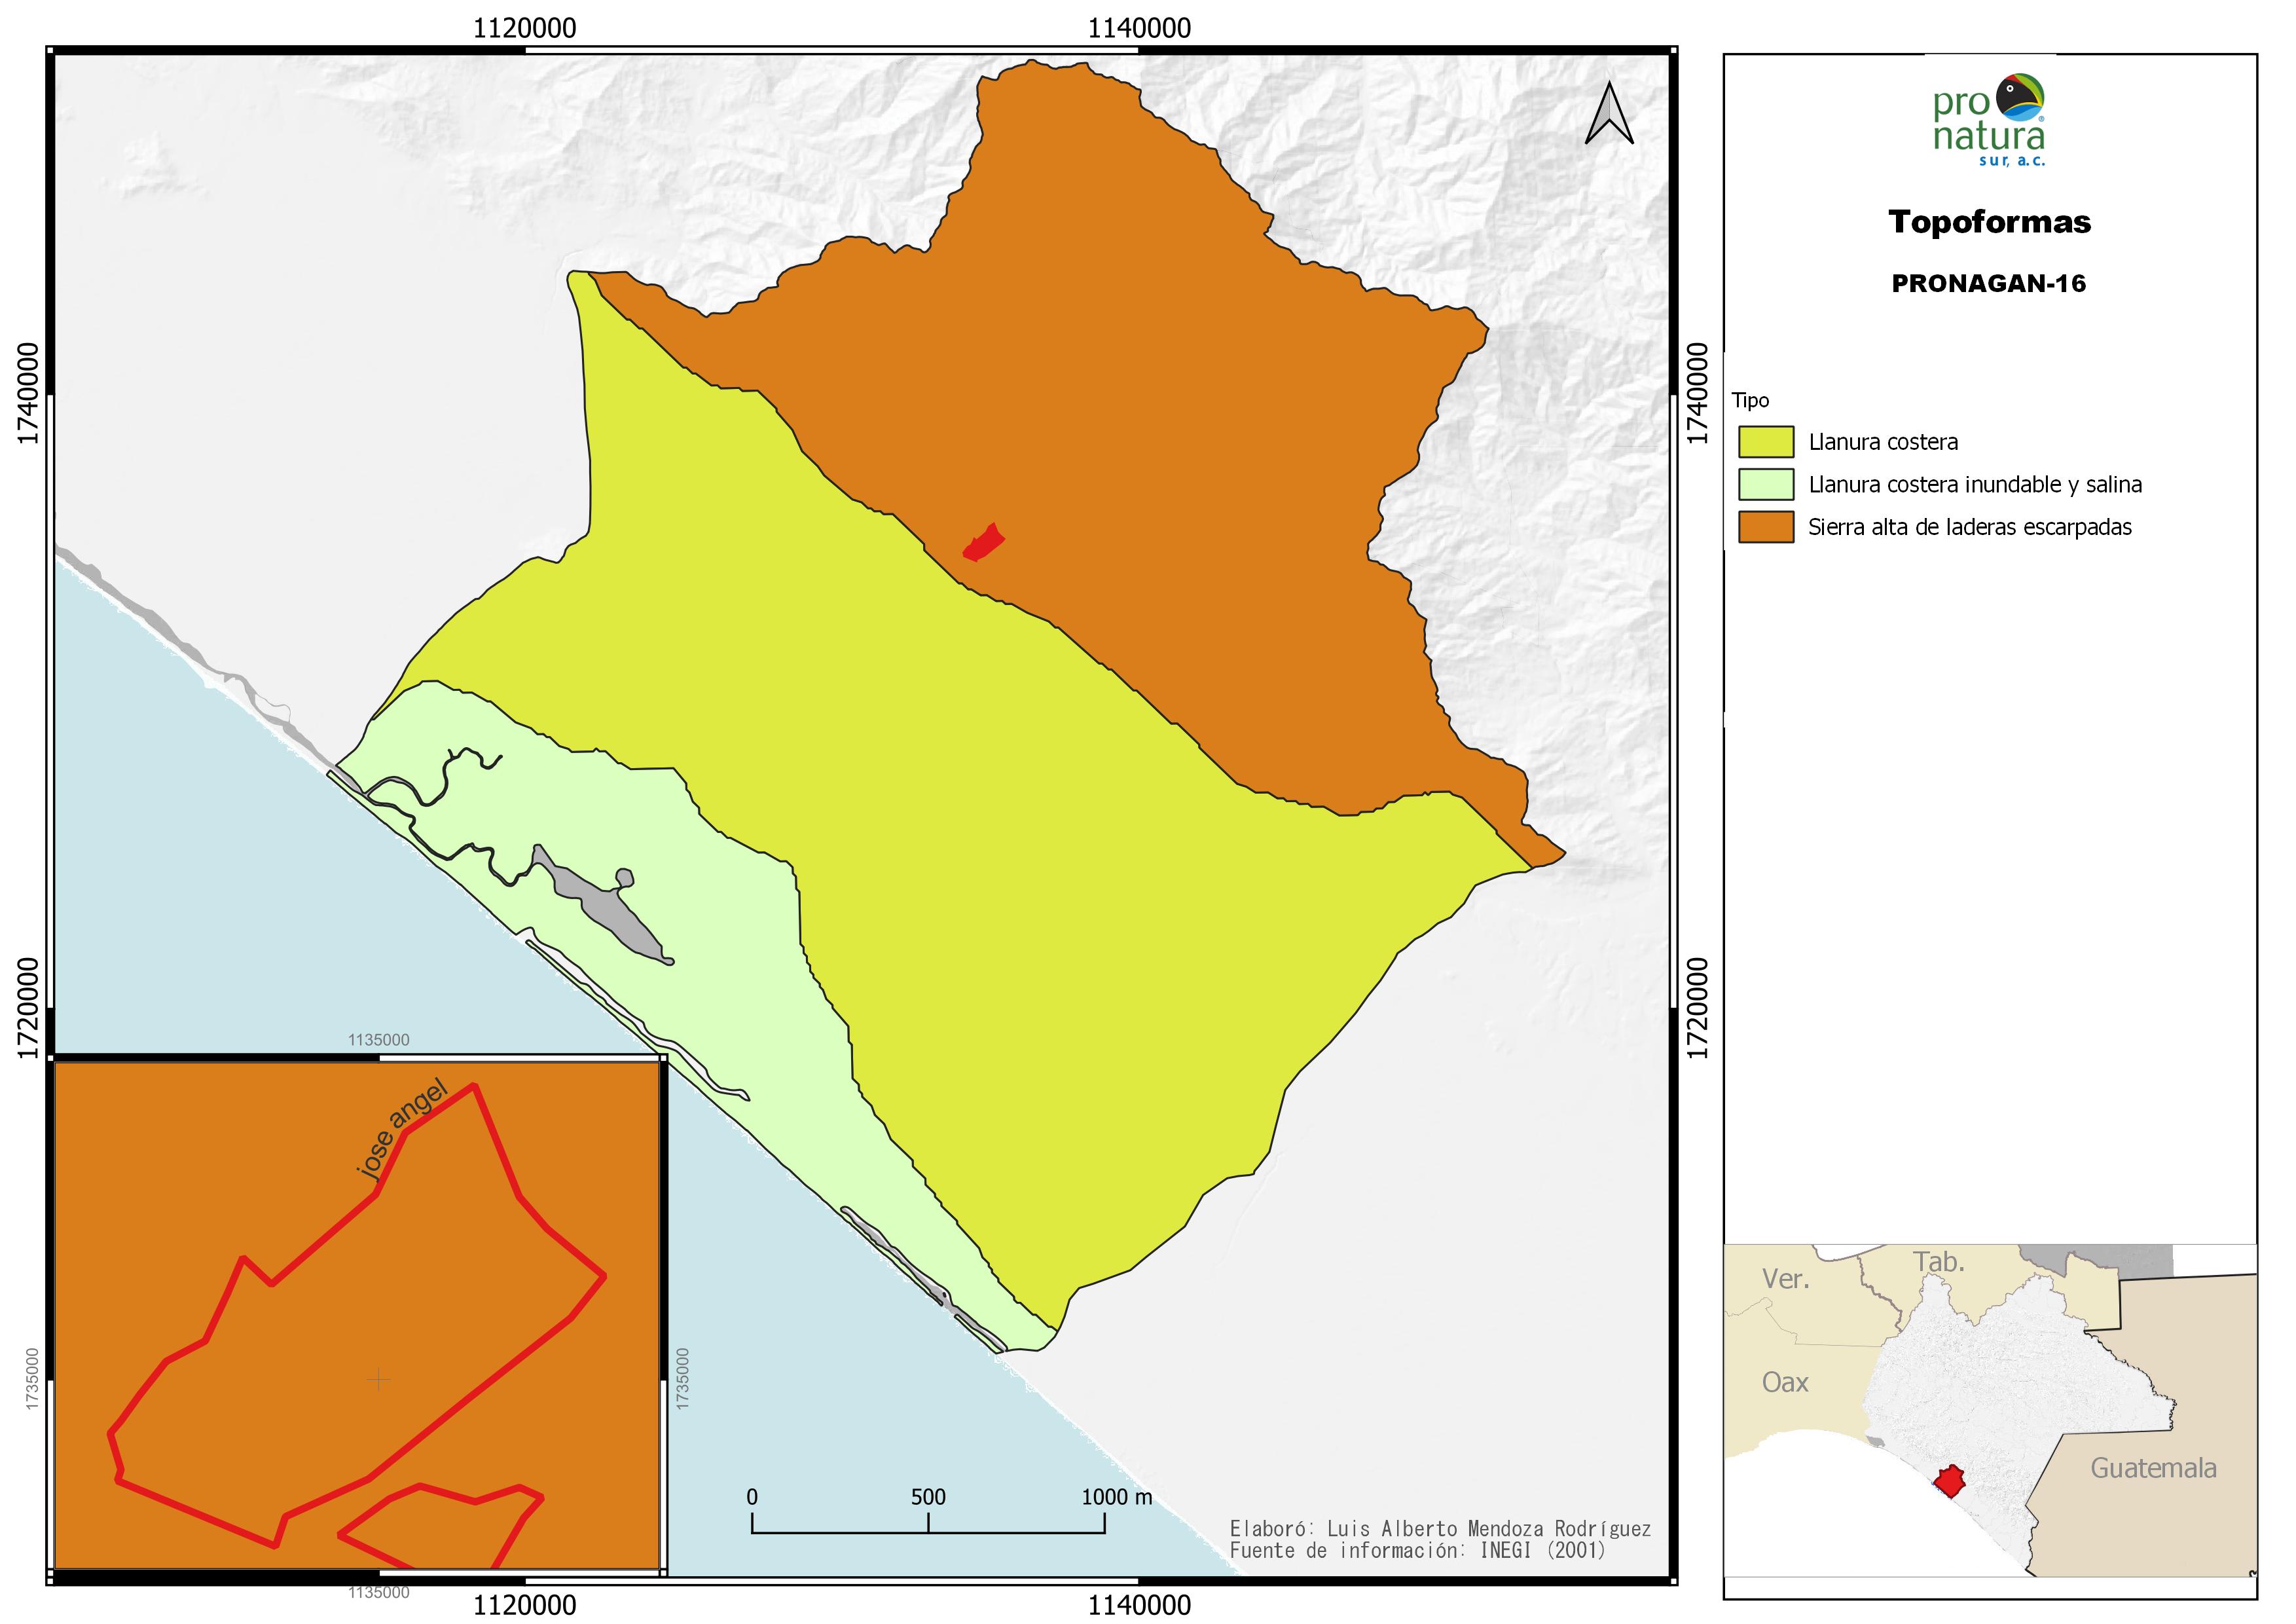 1120000
1140000
1740000
1740000
1720000
1720000
1120000
1140000
1135000
1735000
1735000
1135000
jose angel
0
500
1000 m
Elaboró: Luis Alberto Mendoza Rodríguez
Fuente de información: INEGI (2001)
pro
natura
sur, a.c.
Topoformas
PRONAGAN-16
Tipo
Llanura costera
Llanura costera inundable y salina
Sierra alta de laderas escarpadas
Ver.
Tab.
Oax
Guatemala